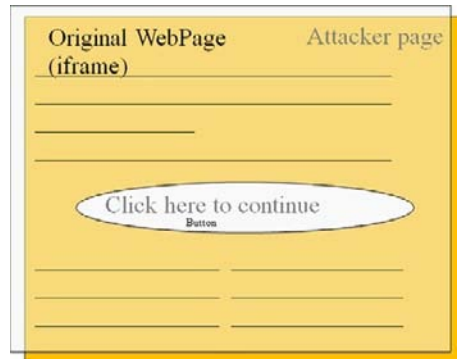 Original WebPage
(iframe)
Attacker page
Click here to continue
Button